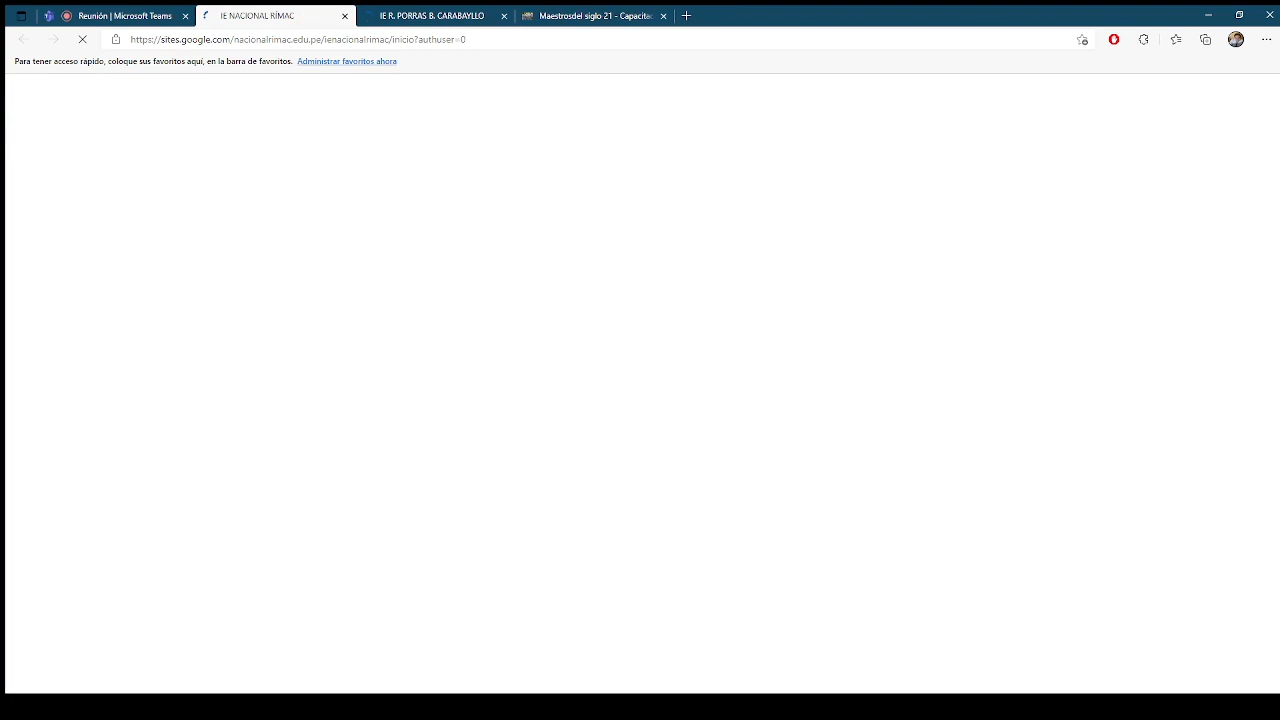 Reunión | Microsoft Teams
IE NACIONAL RÍMAC
IE R. PORRAS B. CARABAYLLO
Maestrosdel siglo 21 - Capacitac
https://sites.google.com/nacionalrimac.edu.pe/ienacionalrimac/inicio?authuser=0
Para tener acceso rápido, coloque sus favoritos aquí, en la barra de favoritos. Administrar favoritos ahora